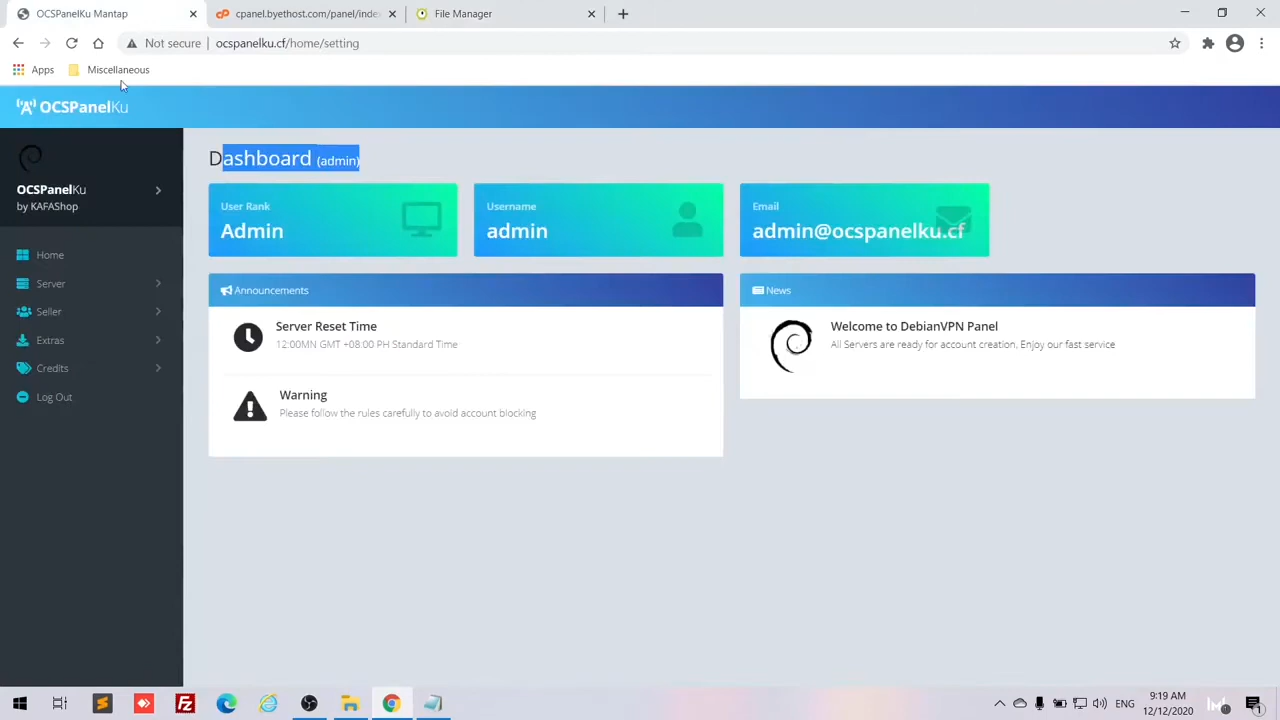 OCSPanelKu Mantap
cpanel.byethost.com/panel/index
File Manager
Not secure
ocspanelku.cf/home/setting
Apps
Miscellaneous
OCSPanelKu
Dashboard (admin)
OCSPanelKu
by KAFAShop
User Rank
Admin
Username
admin
Email
admin@ocspanelku.cf
Home
Server
Seller
Extras
Credits
Log Out
Announcements
Server Reset Time
12:00MN GMT +08:00 PH Standard Time
Warning
Please follow the rules carefully to avoid account blocking
News
Welcome to DebianVPN Panel
All Servers are ready for account creation. Enjoy our fast service
ENG
9:19 AM
12/12/2020